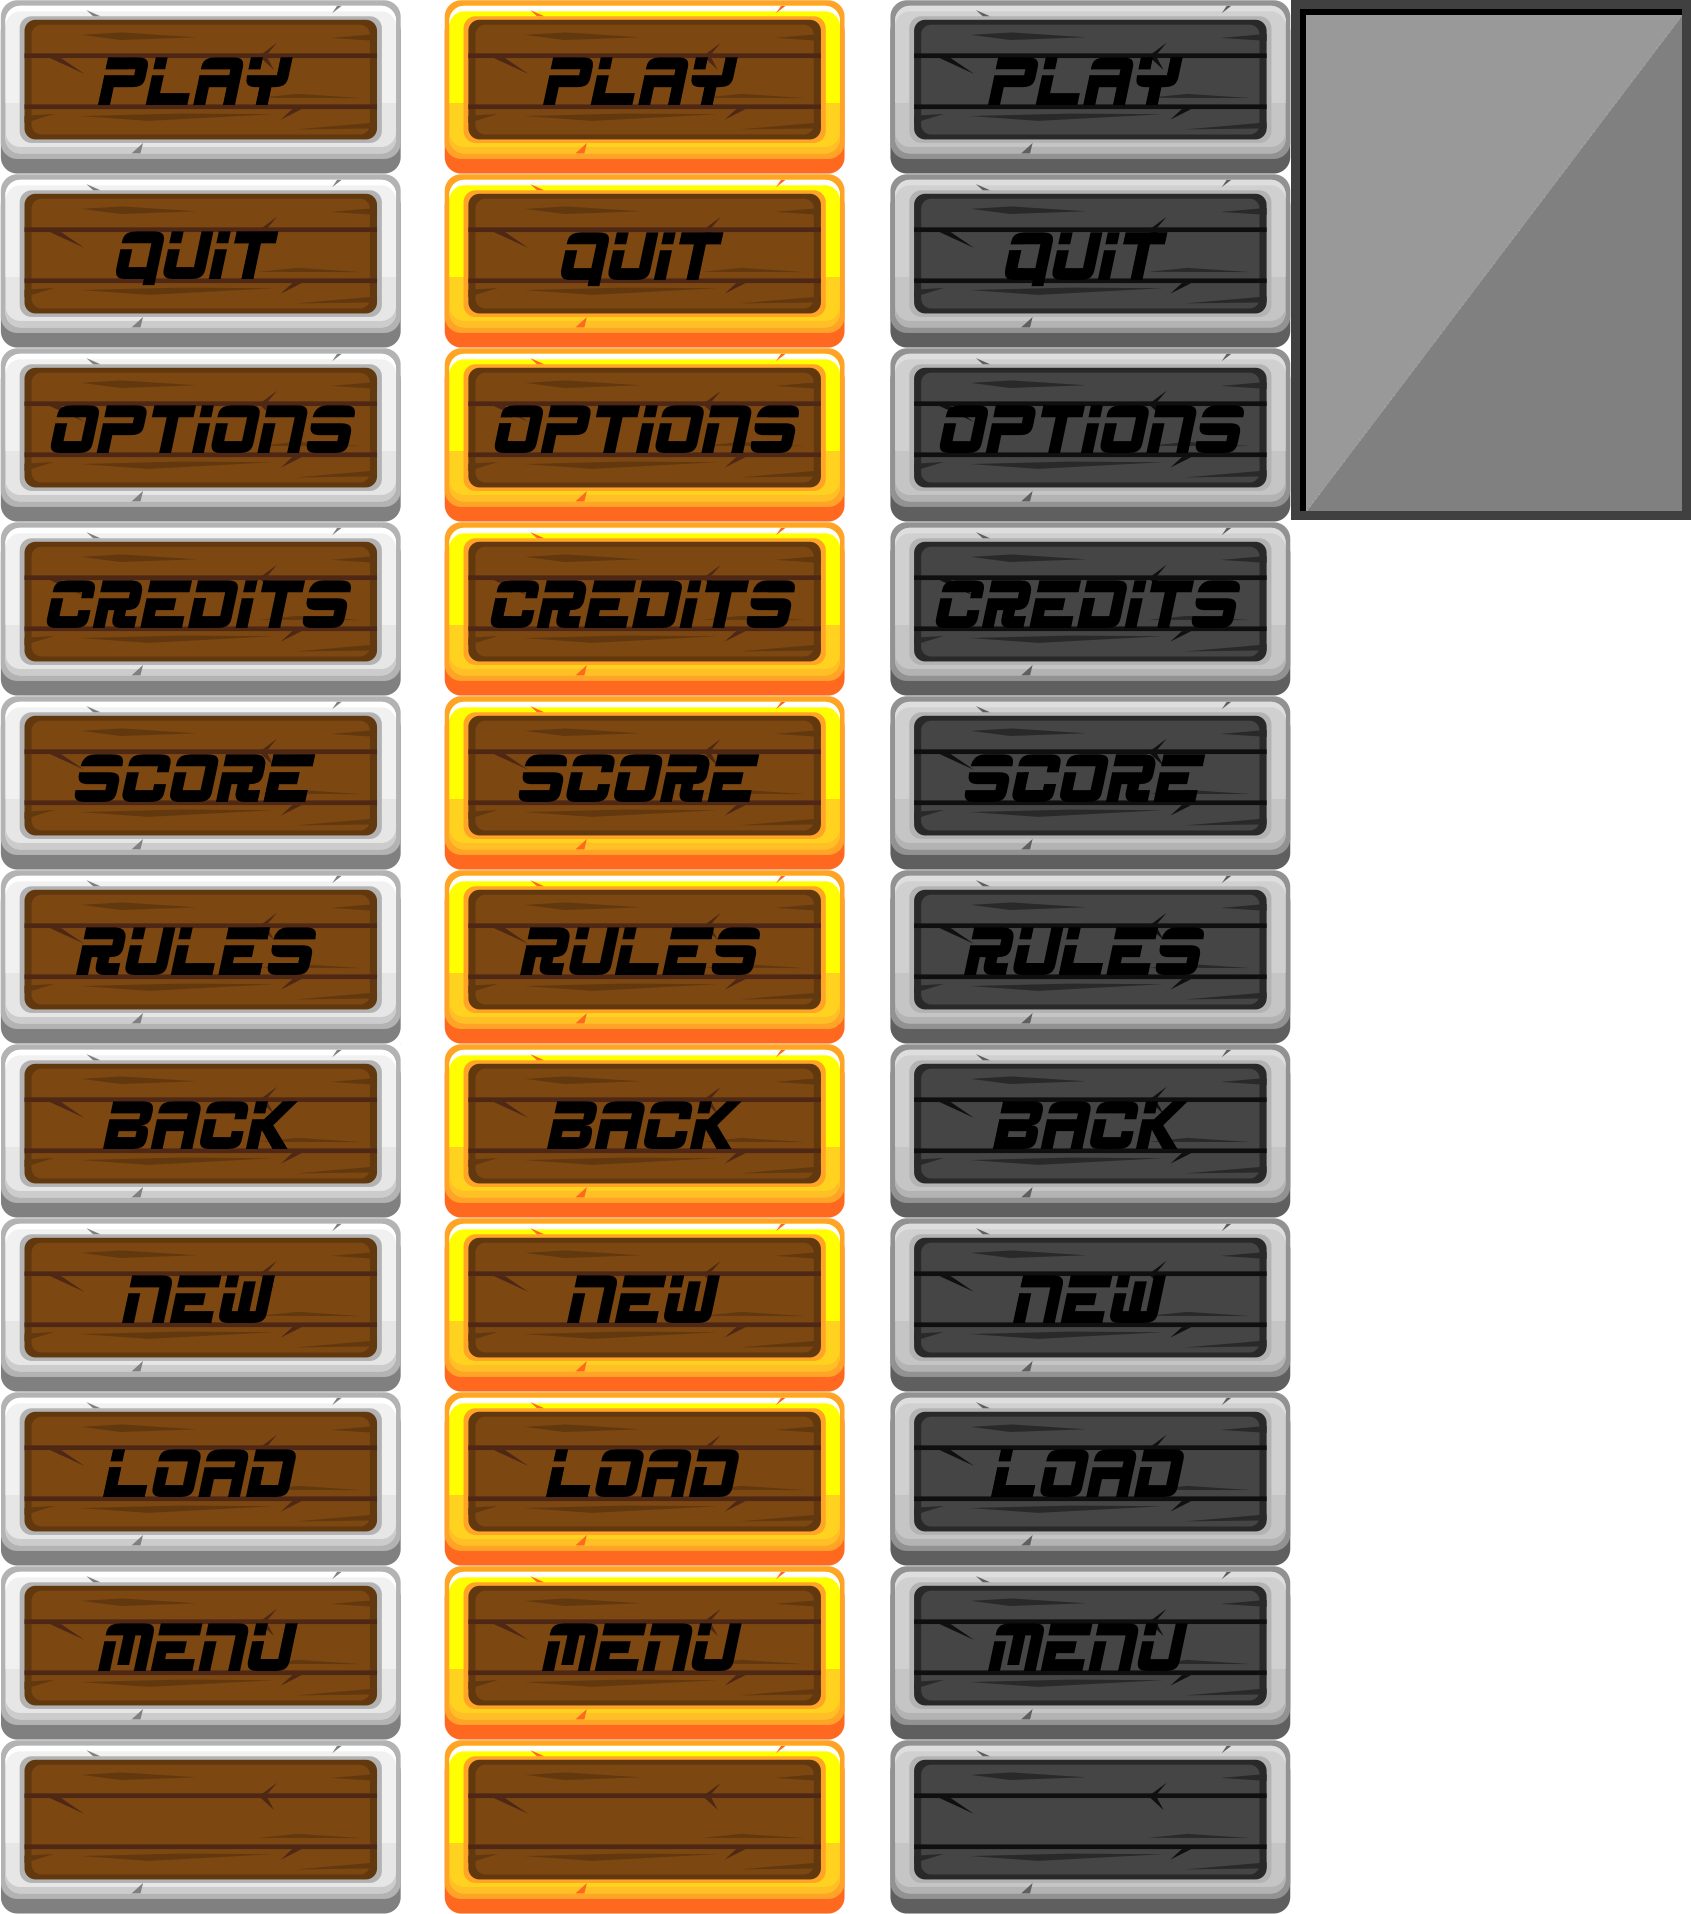 PLAY PLAY PLAY
QUIT QUIT QUIT
OPTIONS OPTIONS OPTIONS
CREDITS CREDITS CREDITS
SCORE SCORE SCORE
RULES RULES RULES
BACK BACK BACK
NEW NEW NEW
LOAD LOAD LOAD
MENU MENU MENU